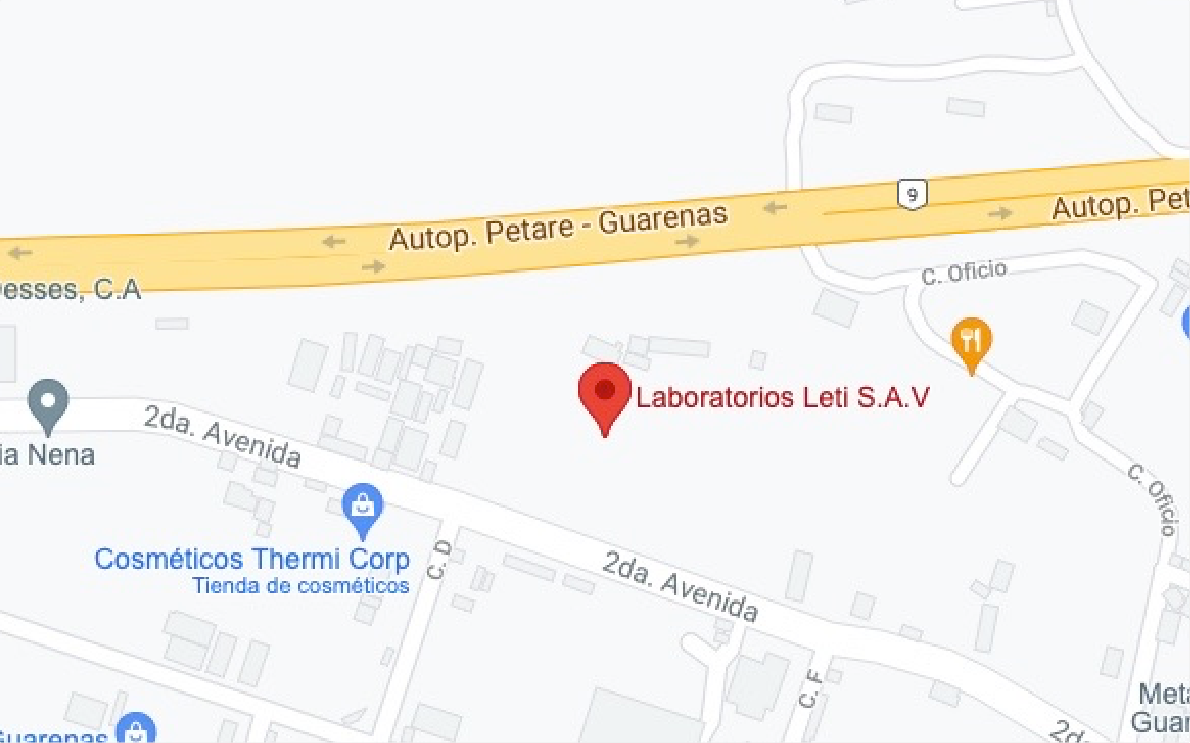 9
Autop. Petare - Guarenas
Autop. Pet
C. Oficio
esses, C.A
Laboratorios Leti S.A.V
2da. Avenida
ia Nena
C. Oficio
Cosméticos Thermi Corp
Tienda de cosméticos
C. D
2da. Avenida
C. F
Meta
Guar
2d
Guarenas